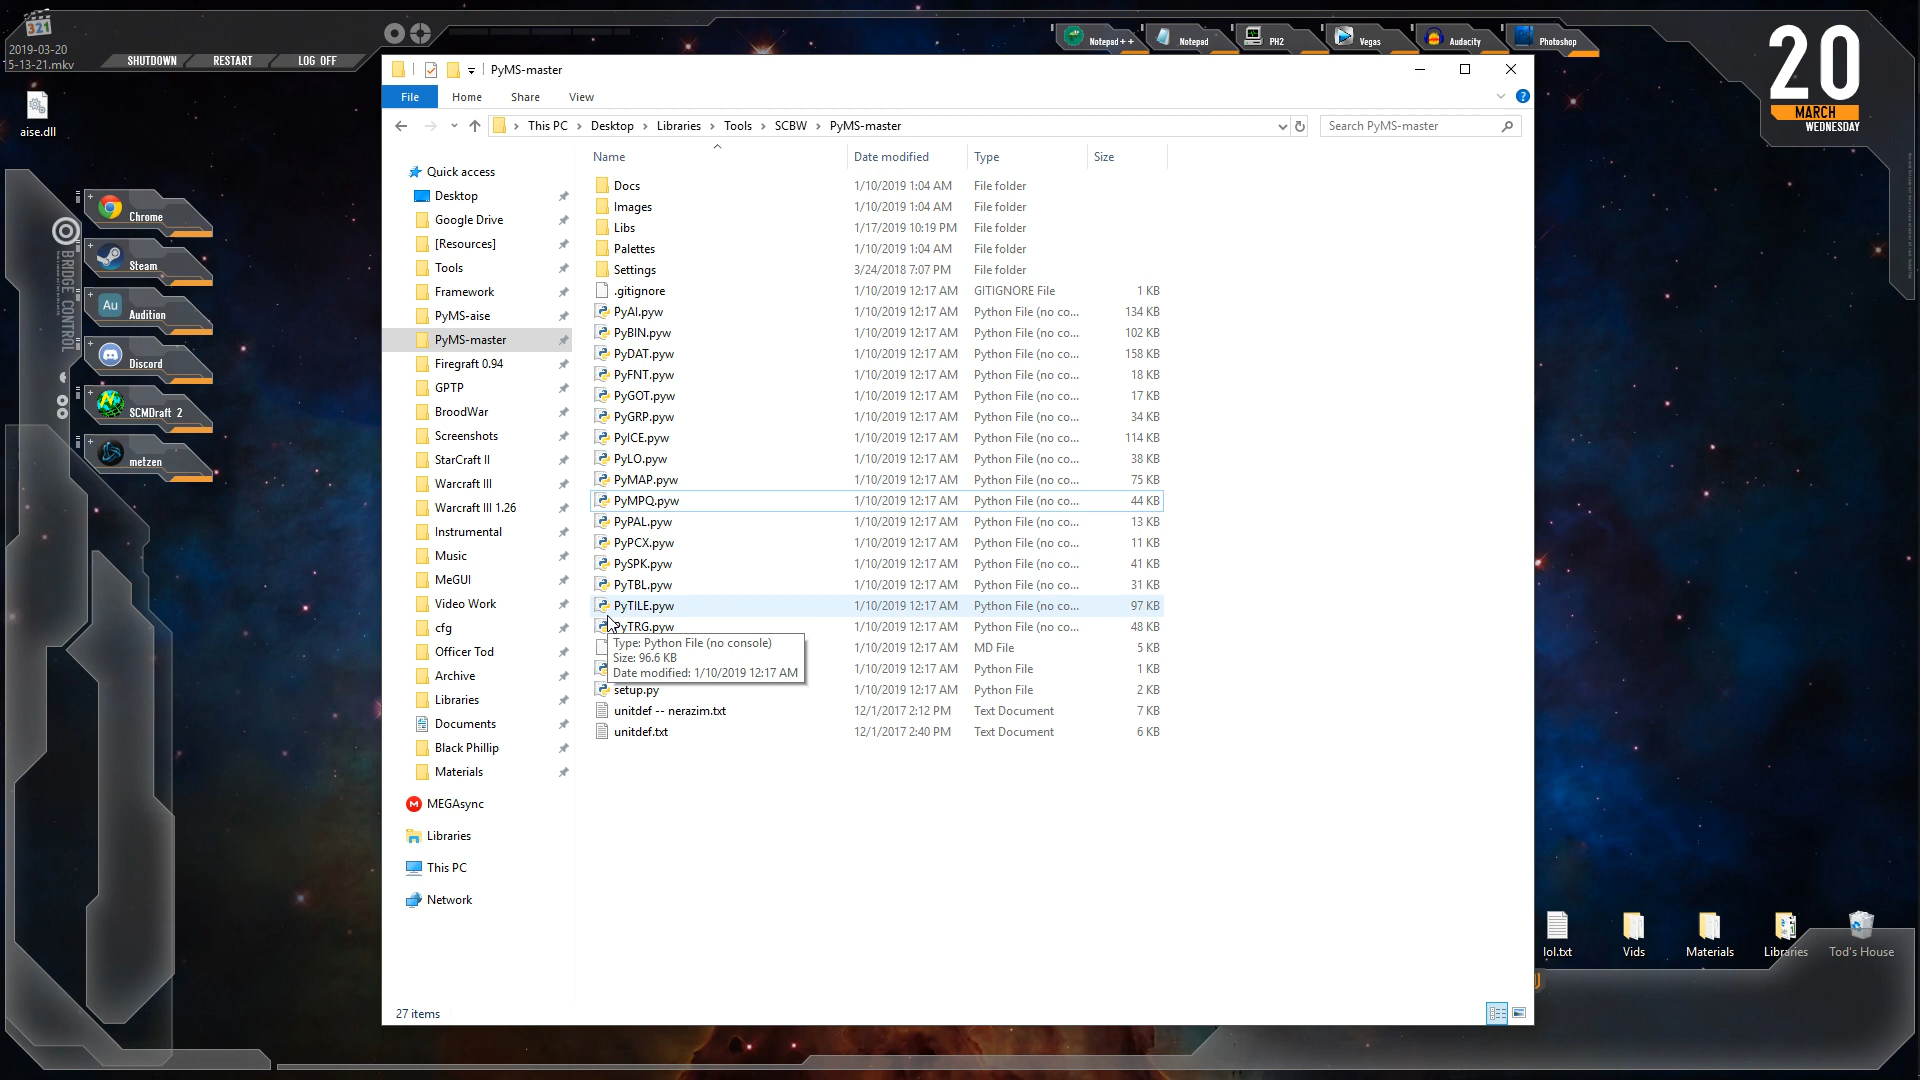 2019-03-20
5-13-21.mkv
SHUTDOWN
RESTART
LOG OFF
Notepad++
Notepad
PH2
Vegas
Audacity
Photoshop
20
MARCH
WEDNESDAY
aise.dll
BRIDGE CONTROL
Chrome
Steam
Au
Audition
Discord
SCMDraft 2
metzen
PyMS-master
File
Home
Share
View
This PC
Desktop
Libraries
Tools
SCBW
PyMS-master
Search PyMS-master
Quick access
Desktop
Google Drive
[Resources]
Tools
Framework
PyMS-aise
PyMS-master
Firegraft 0.94
GPTP
BroodWar
Screenshots
StarCraft II
Warcraft III
Warcraft III 1.26
Instrumental
Music
MeGUI
Video Work
cfg
Officer Tod
Archive
Libraries
Documents
Black Phillip
Materials
MEGAsync
Libraries
This PC
Network
Name Date modified Type Size
Docs 1/10/2019 1:04 AM File folder
Images 1/10/2019 1:04 AM File folder
Libs 1/17/2019 10:19 PM File folder
Palettes 1/10/2019 1:04 AM File folder
Settings 3/24/2018 7:07 PM File folder
.gitignore 1/10/2019 12:17 AM GITIGNORE File 1 KB
PyAI.pyw 1/10/2019 12:17 AM Python File (no co... 134 KB
PyBIN.pyw 1/10/2019 12:17 AM Python File (no co... 102 KB
PyDAT.pyw 1/10/2019 12:17 AM Python File (no co... 158 KB
PyFNT.pyw 1/10/2019 12:17 AM Python File (no co... 18 KB
PyGOT.pyw 1/10/2019 12:17 AM Python File (no co... 17 KB
PyGRP.pyw 1/10/2019 12:17 AM Python File (no co... 34 KB
PyICE.pyw 1/10/2019 12:17 AM Python File (no co... 114 KB
PyLO.pyw 1/10/2019 12:17 AM Python File (no co... 38 KB
PyMAP.pyw 1/10/2019 12:17 AM Python File (no co... 75 KB
PyMPQ.pyw 1/10/2019 12:17 AM Python File (no co... 44 KB
PyPAL.pyw 1/10/2019 12:17 AM Python File (no co... 13 KB
PyPCX.pyw 1/10/2019 12:17 AM Python File (no co... 11 KB
PySPK.pyw 1/10/2019 12:17 AM Python File (no co... 41 KB
PyTBL.pyw 1/10/2019 12:17 AM Python File (no co... 31 KB
PyTILE.pyw 1/10/2019 12:17 AM Python File (no co... 97 KB
PyTRG.pyw 1/10/2019 12:17 AM Python File (no co... 48 KB
1/10/2019 12:17 AM MD File 5 KB
1/10/2019 12:17 AM Python File 1 KB
setup.py 1/10/2019 12:17 AM Python File 2 KB
unitdef -- nerazim.txt 12/1/2017 2:12 PM Text Document 7 KB
unitdef.txt 12/1/2017 2:40 PM Text Document 6 KB
Type: Python File (no console)
Size: 96.6 KB
Date modified: 1/10/2019 12:17 AM
27 items
lol.txt
Vids
Materials
Libraries
Tod's House